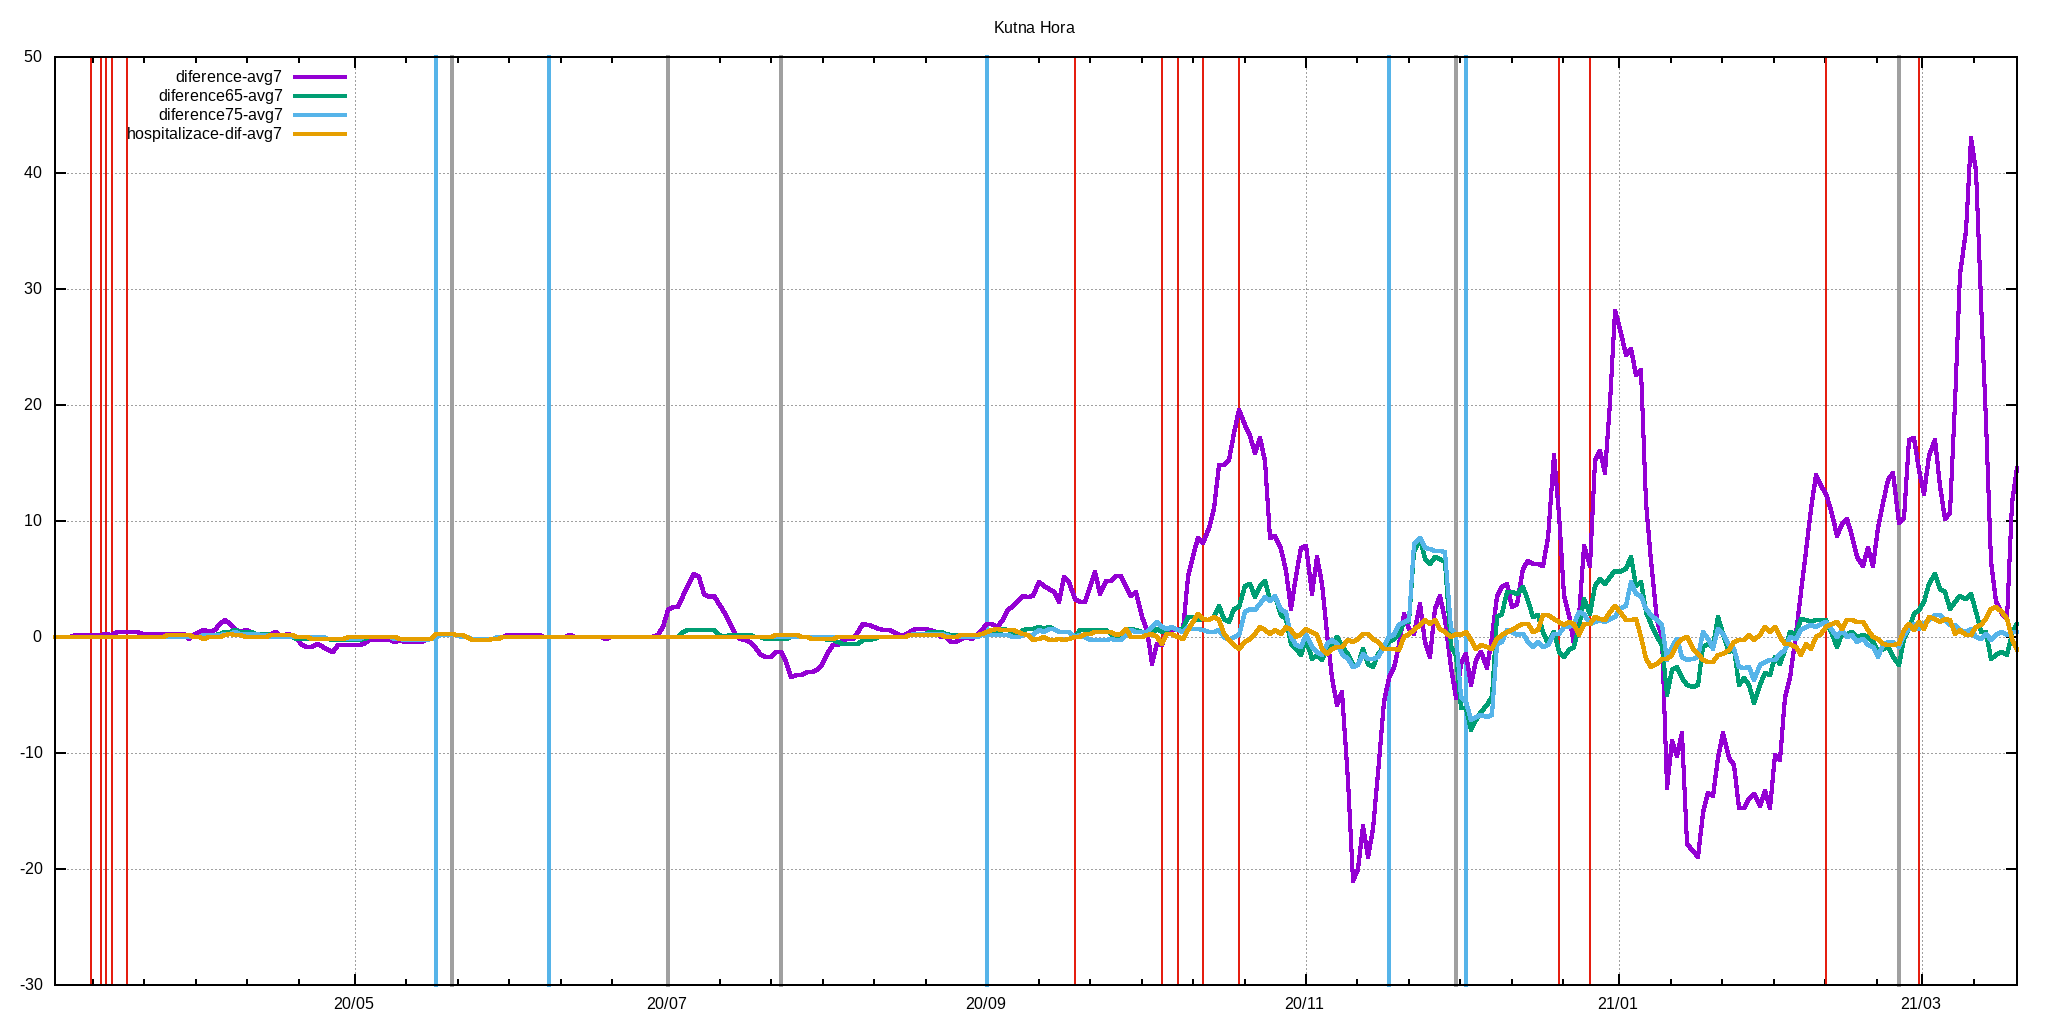 Kutna Hora
50
40
30
20
10
0
-10
-20
-30
diference-avg7
diference65-avg7
diference75-avg7
hospitalizace-dif-avg7
20/05 20/07 20/09 20/11 21/01 21/03